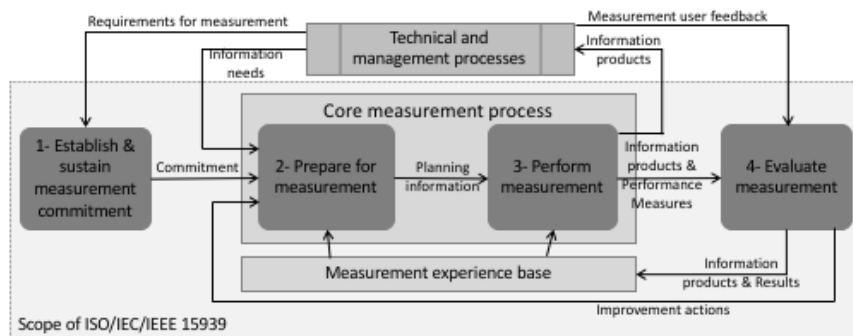 Requirements for measurement
Measurement user feedback
Technical and
management processes
Information
needs
Information
products
Core measurement process
1- Establish &
sustain
measurement
commitment
Commitment
2- Prepare for
measurement
Planning
information
3- Perform
measurement
Information
products &
Performance
Measures
4- Evaluate
measurement
Measurement experience base
Information
products & Results
Improvement actions
Scope of ISO/IEC/IEEE 15939